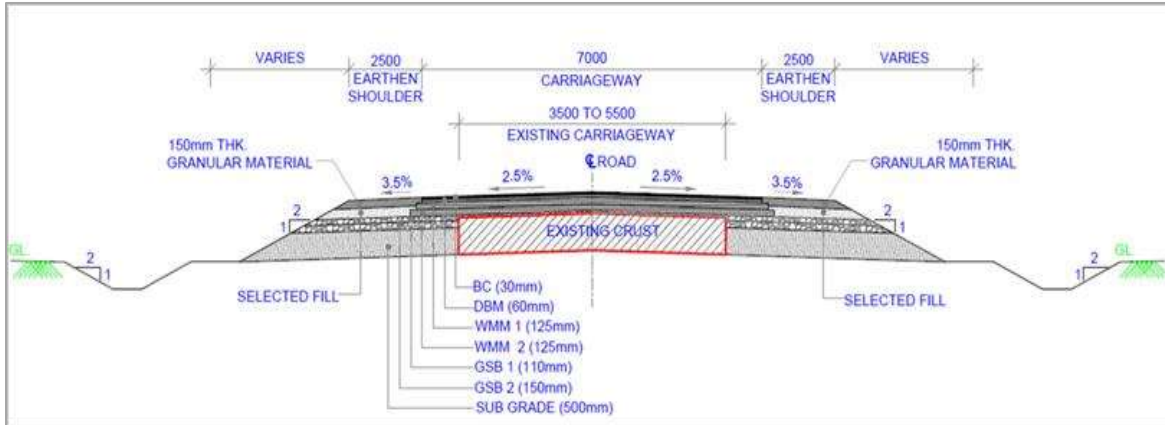 VARIES
2500
7000
2500
VARIES
EARTHEN
SHOULDER
CARRIAGEWAY
EARTHEN
SHOULDER
3500 TO 5500
EXISTING CARRIAGEWAY
150mm THK.
GRANULAR MATERIAL
150mm THK.
GRANULAR MATERIAL
℄ ROAD
3.5%
2.5%
2.5%
3.5%
2
1
2
1
EXISTING CRUST
GL.
2
1
GL.
2
1
SELECTED FILL
SELECTED FILL
BC (30mm)
DBM (60mm)
WMM 1 (125mm)
WMM 2 (125mm)
GSB 1 (110mm)
GSB 2 (150mm)
SUB GRADE (500mm)